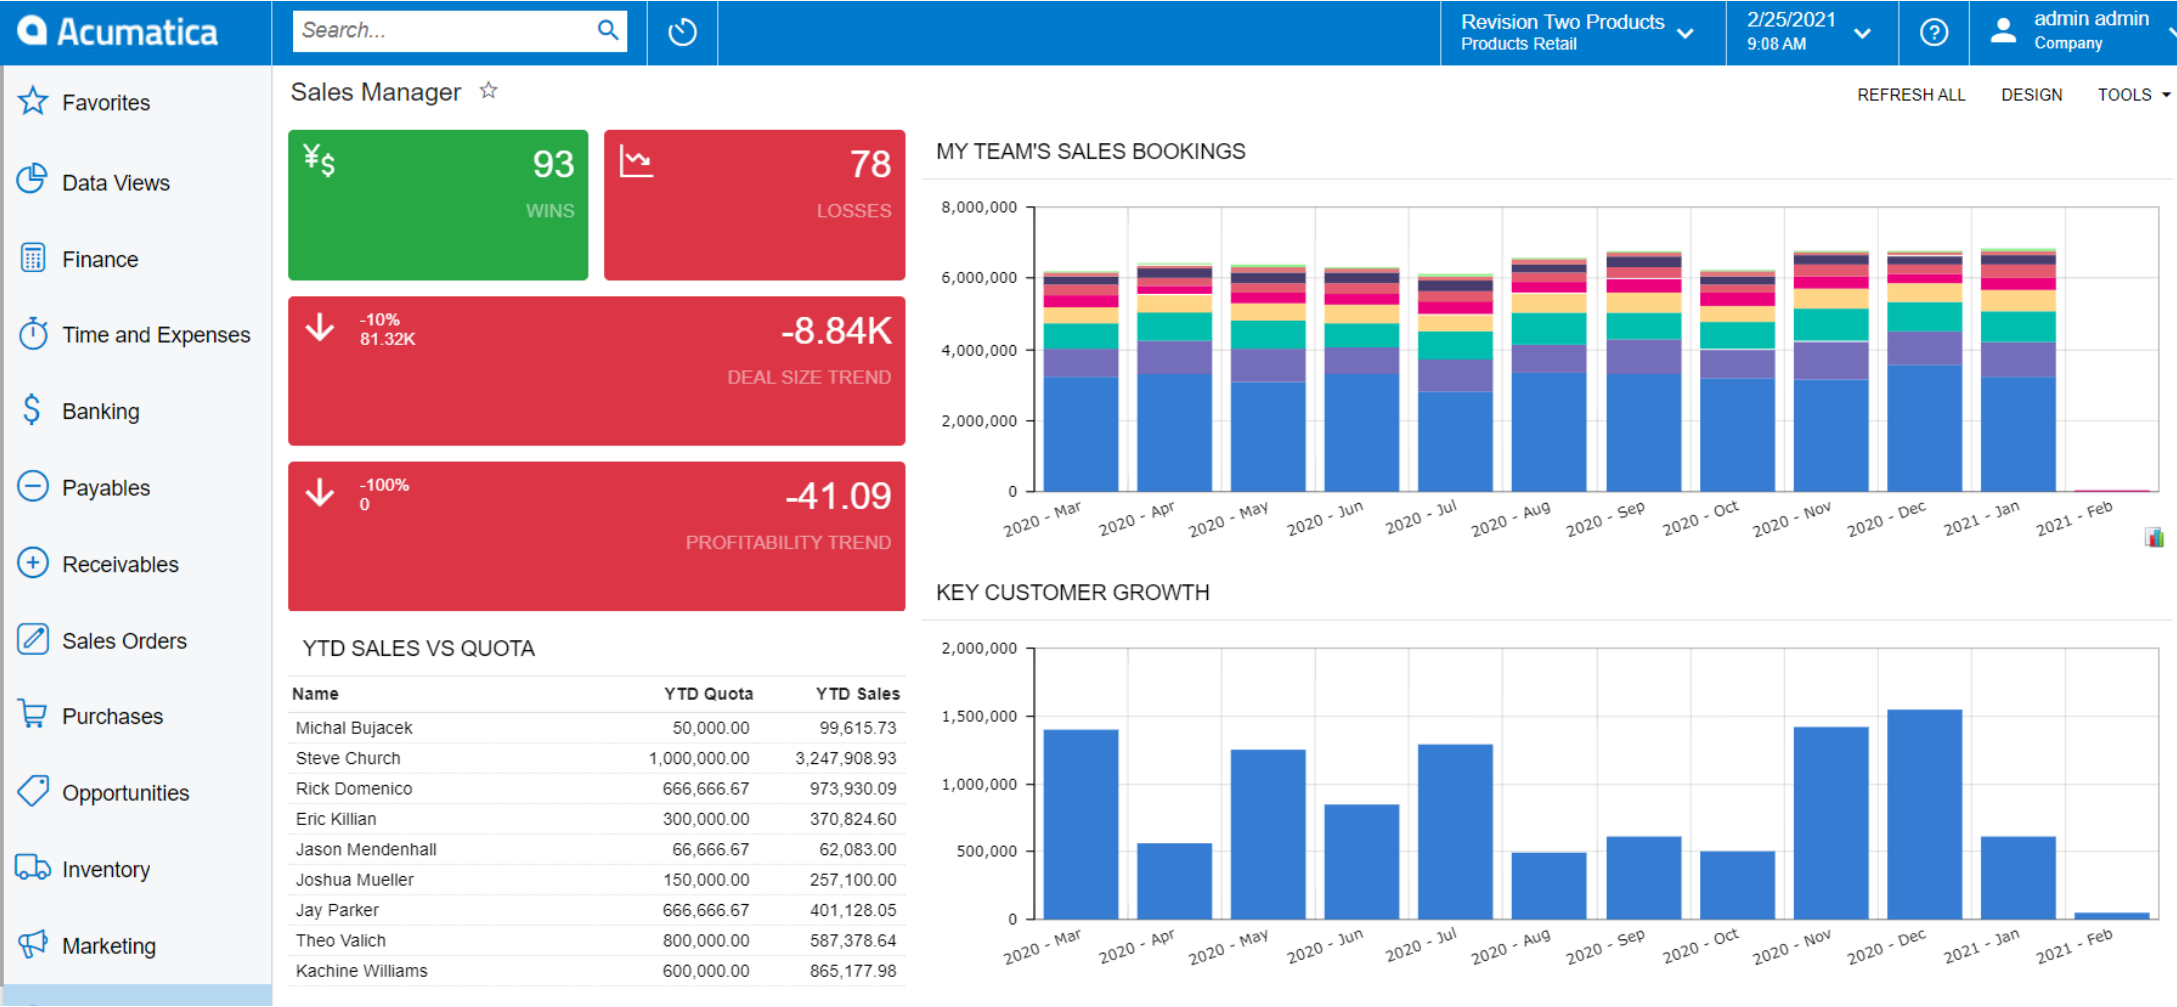 Acumatica
Search...
Revision Two Products
Products Retail
2/25/2021
9:08 AM
admin admin
Company
Favorites
Data Views
Finance
Time and Expenses
Banking
Payables
Receivables
Sales Orders
Purchases
Opportunities
Inventory
Marketing
Sales Manager
REFRESH ALL DESIGN TOOLS
¥$ 93
WINS
78
LOSSES
-10%
81.32K
-8.84K
DEAL SIZE TREND
-100%
0
-41.09
PROFITABILITY TREND
YTD SALES VS QUOTA
Name YTD Quota YTD Sales
Michal Bujacek 50,000.00 99,615.73
Steve Church 1,000,000.00 3,247,908.93
Rick Domenico 666,666.67 973,930.09
Eric Killian 300,000.00 370,824.60
Jason Mendenhall 66,666.67 62,083.00
Joshua Mueller 150,000.00 257,100.00
Jay Parker 666,666.67 401,128.05
Theo Valich 800,000.00 587,378.64
Kachine Williams 600,000.00 865,177.98
MY TEAM'S SALES BOOKINGS
8,000,000
6,000,000
4,000,000
2,000,000
0
2020 - Mar 2020 - Apr 2020 - May 2020 - Jun 2020 - Jul 2020 - Aug 2020 - Sep 2020 - Oct 2020 - Nov 2020 - Dec 2021 - Jan 2021 - Feb
KEY CUSTOMER GROWTH
2,000,000
1,500,000
1,000,000
500,000
0
2020 - Mar 2020 - Apr 2020 - May 2020 - Jun 2020 - Jul 2020 - Aug 2020 - Sep 2020 - Oct 2020 - Nov 2020 - Dec 2021 - Jan 2021 - Feb